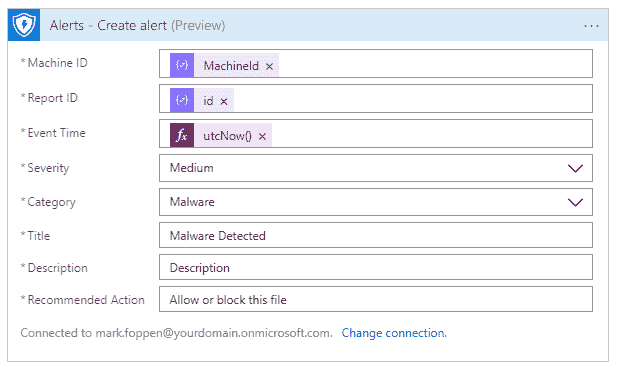 Alerts - Create alert (Preview) ...
* Machine ID MachineId ×
* Report ID id ×
* Event Time fx utcNow() ×
* Severity Medium
* Category Malware
* Title Malware Detected
* Description Description
* Recommended Action Allow or block this file
Connected to mark.foppen@yourdomain.onmicrosoft.com. Change connection.